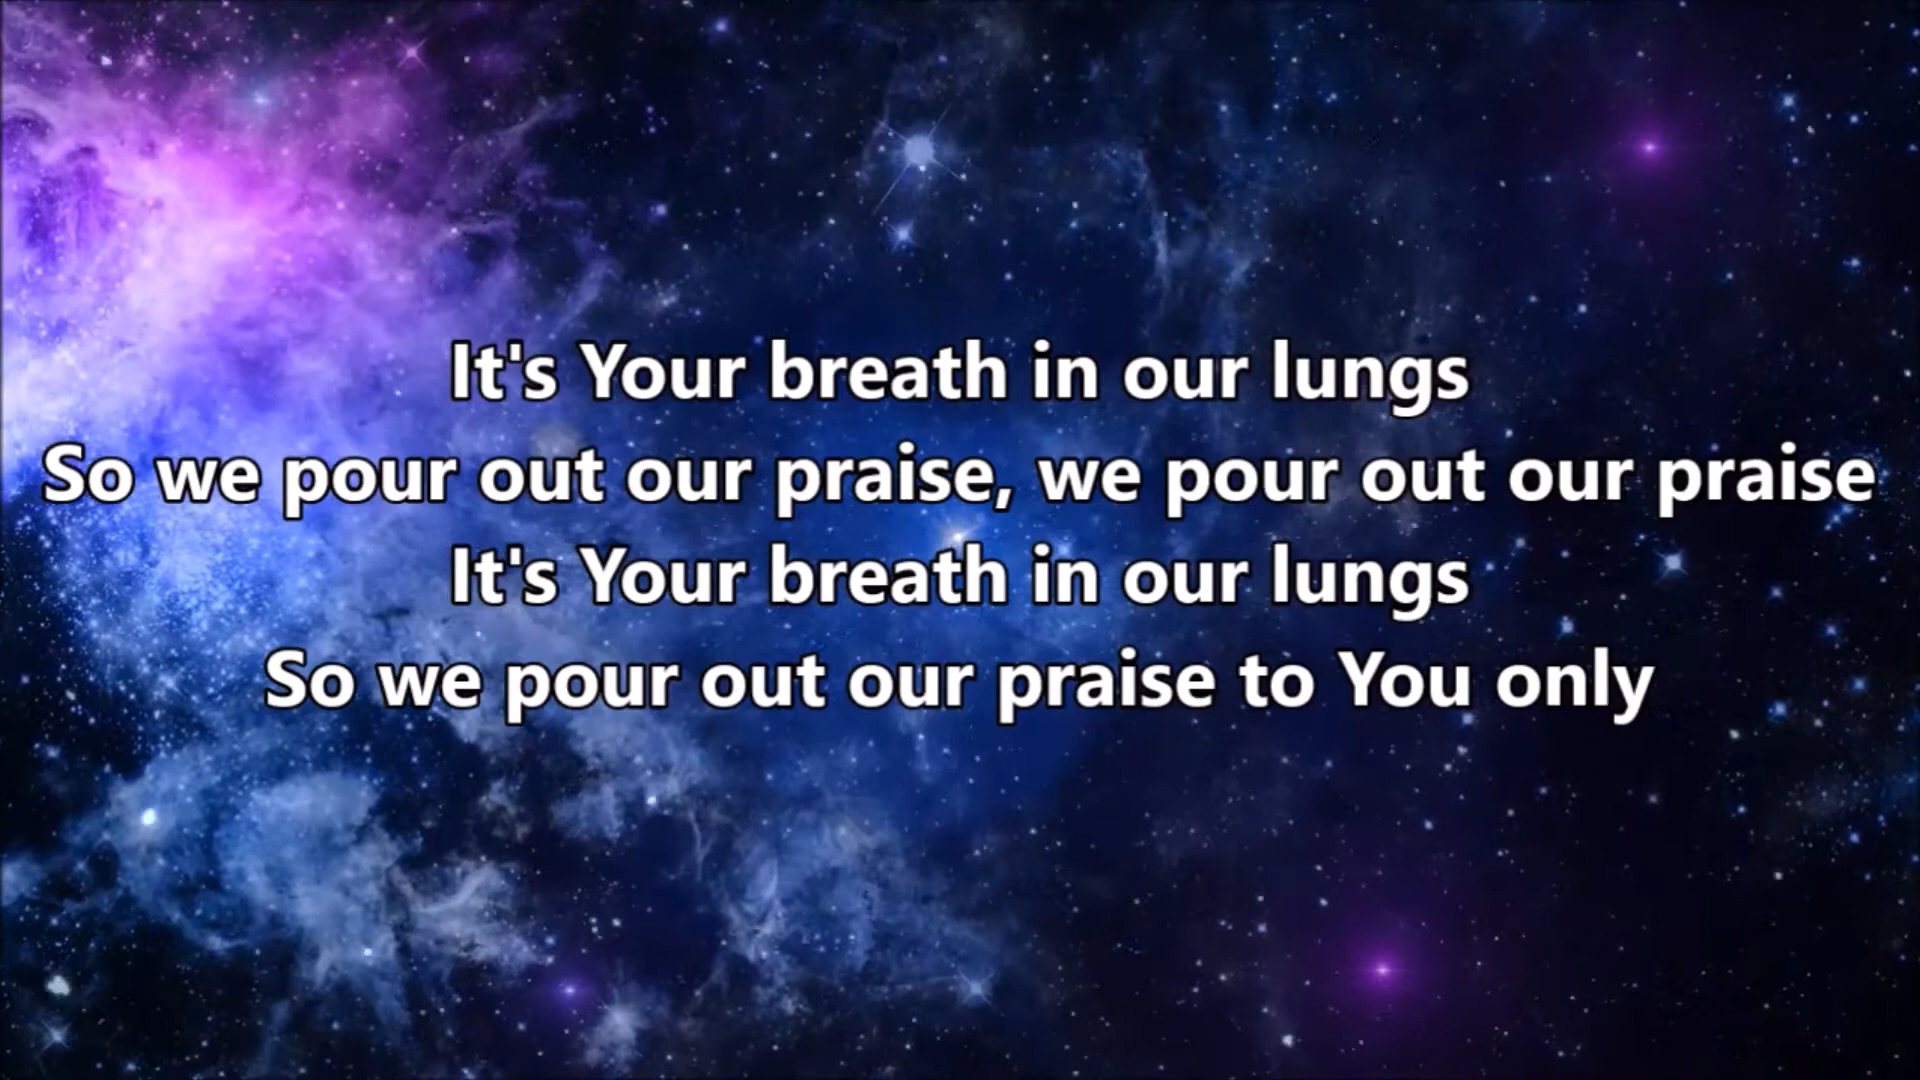 It's Your breath in our lungs
So we pour out our praise, we pour out our praise
It's Your breath in our lungs
So we pour out our praise to You only